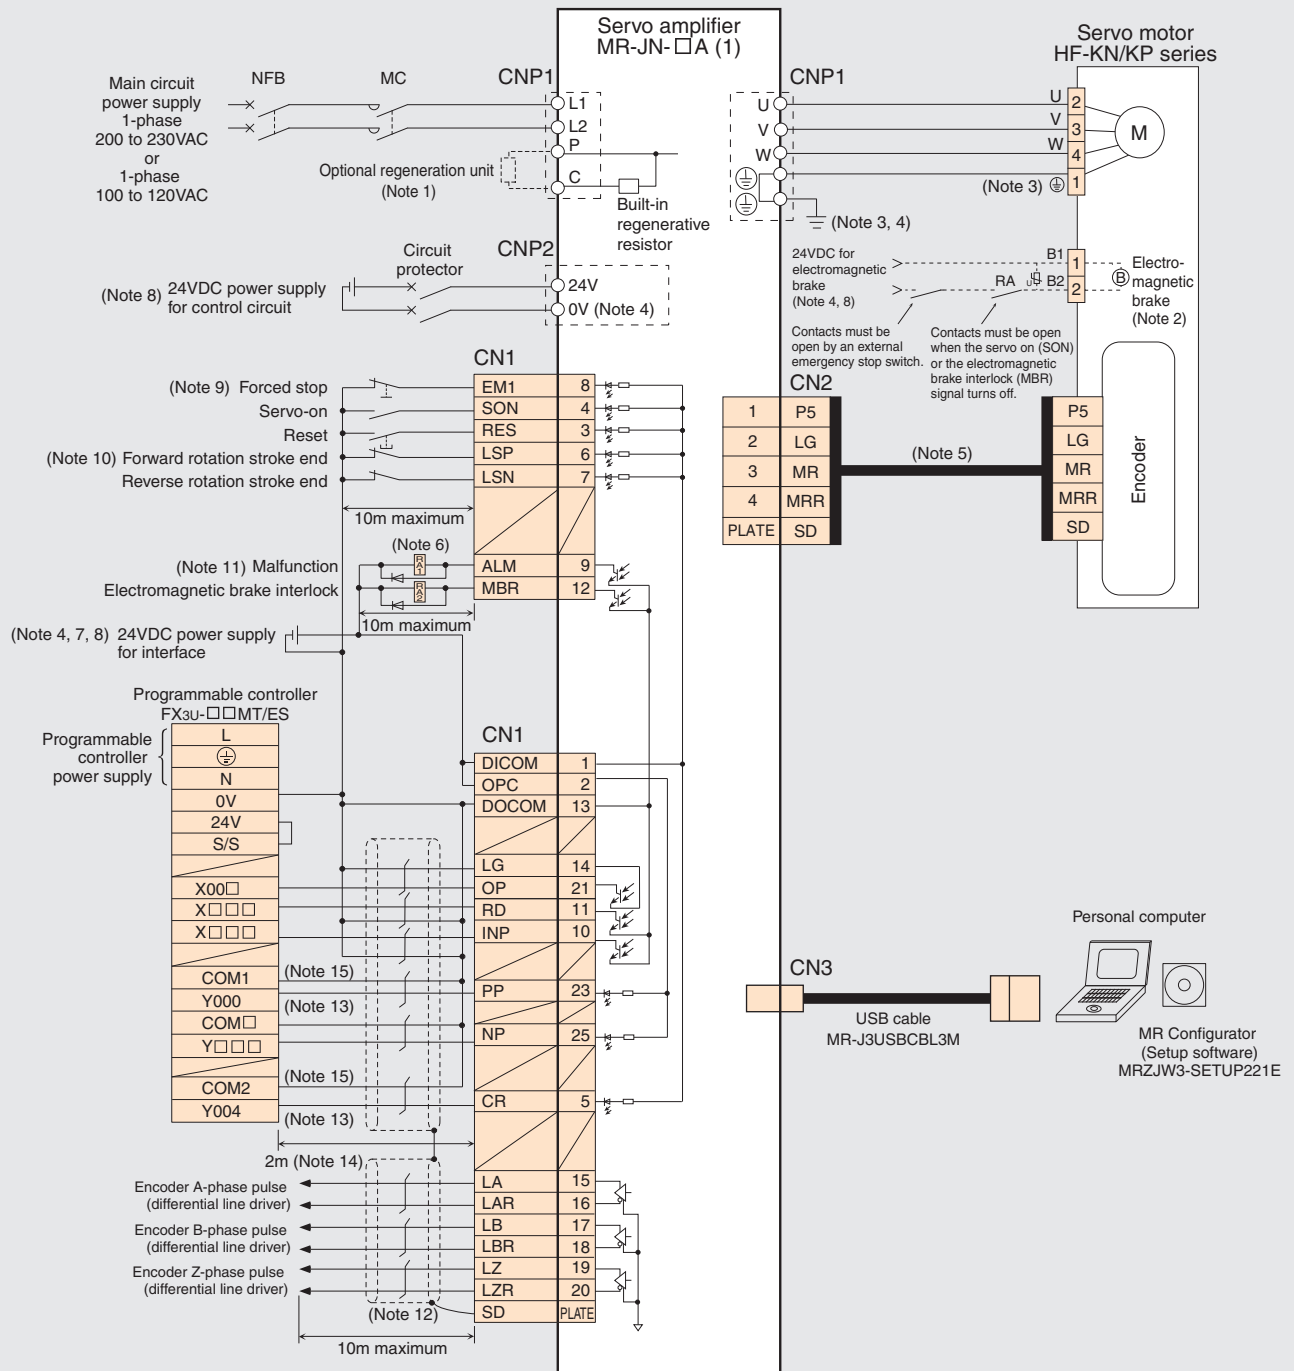 Servo amplifier
MR-JN-□A (1)
Servo motor
HF-KN/KP series
Main circuit
power supply
1-phase
200 to 230VAC
or
1-phase
100 to 120VAC
NFB
MC
CNP1
L1
L2
P
C
Optional regeneration unit
(Note 1)
Built-in
regenerative
resistor
CNP1
U
V
W
U
V
W
2
3
4
1
M
(Note 3)
(Note 3, 4)
CNP2
Circuit
protector
(Note 8) 24VDC power supply
for control circuit
24V
0V (Note 4)
24VDC for
electromagnetic
brake
(Note 4, 8)
B1
RA
U
B2
1
2
B
Electro-
magnetic
brake
(Note 2)
Contacts must be
open by an external
emergency stop switch.
Contacts must be open
when the servo on (SON)
or the electromagnetic
brake interlock (MBR)
signal turns off.
CN1
(Note 9) Forced stop
EM1 8
Servo-on
SON 4
Reset
RES 3
(Note 10) Forward rotation stroke end
LSP 6
Reverse rotation stroke end
LSN 7
10m maximum
(Note 6)
(Note 11) Malfunction
RA1
ALM 9
Electromagnetic brake interlock
RA2
MBR 12
10m maximum
(Note 4, 7, 8) 24VDC power supply
for interface
CN2
1 P5
2 LG
3 MR
4 MRR
PLATE SD
(Note 5)
P5
LG
MR
MRR
SD
Encoder
Programmable controller
FX3U-□□MT/ES
Programmable
controller
power supply
L
N
0V
24V
S/S
X00□
X□□□
X□□□
COM1
Y000
COM□
Y□□□
COM2
Y004
(Note 15)
(Note 13)
(Note 15)
(Note 13)
2m (Note 14)
CN1
DICOM 1
OPC 2
DOCOM 13
LG 14
OP 21
RD 11
INP 10
PP 23
NP 25
CR 5
LA 15
LAR 16
LB 17
LBR 18
LZ 19
LZR 20
SD PLATE
Encoder A-phase pulse
(differential line driver)
Encoder B-phase pulse
(differential line driver)
Encoder Z-phase pulse
(differential line driver)
(Note 12)
10m maximum
CN3
USB cable
MR-J3USBCBL3M
Personal computer
MR Configurator
(Setup software)
MRZJW3-SETUP221E